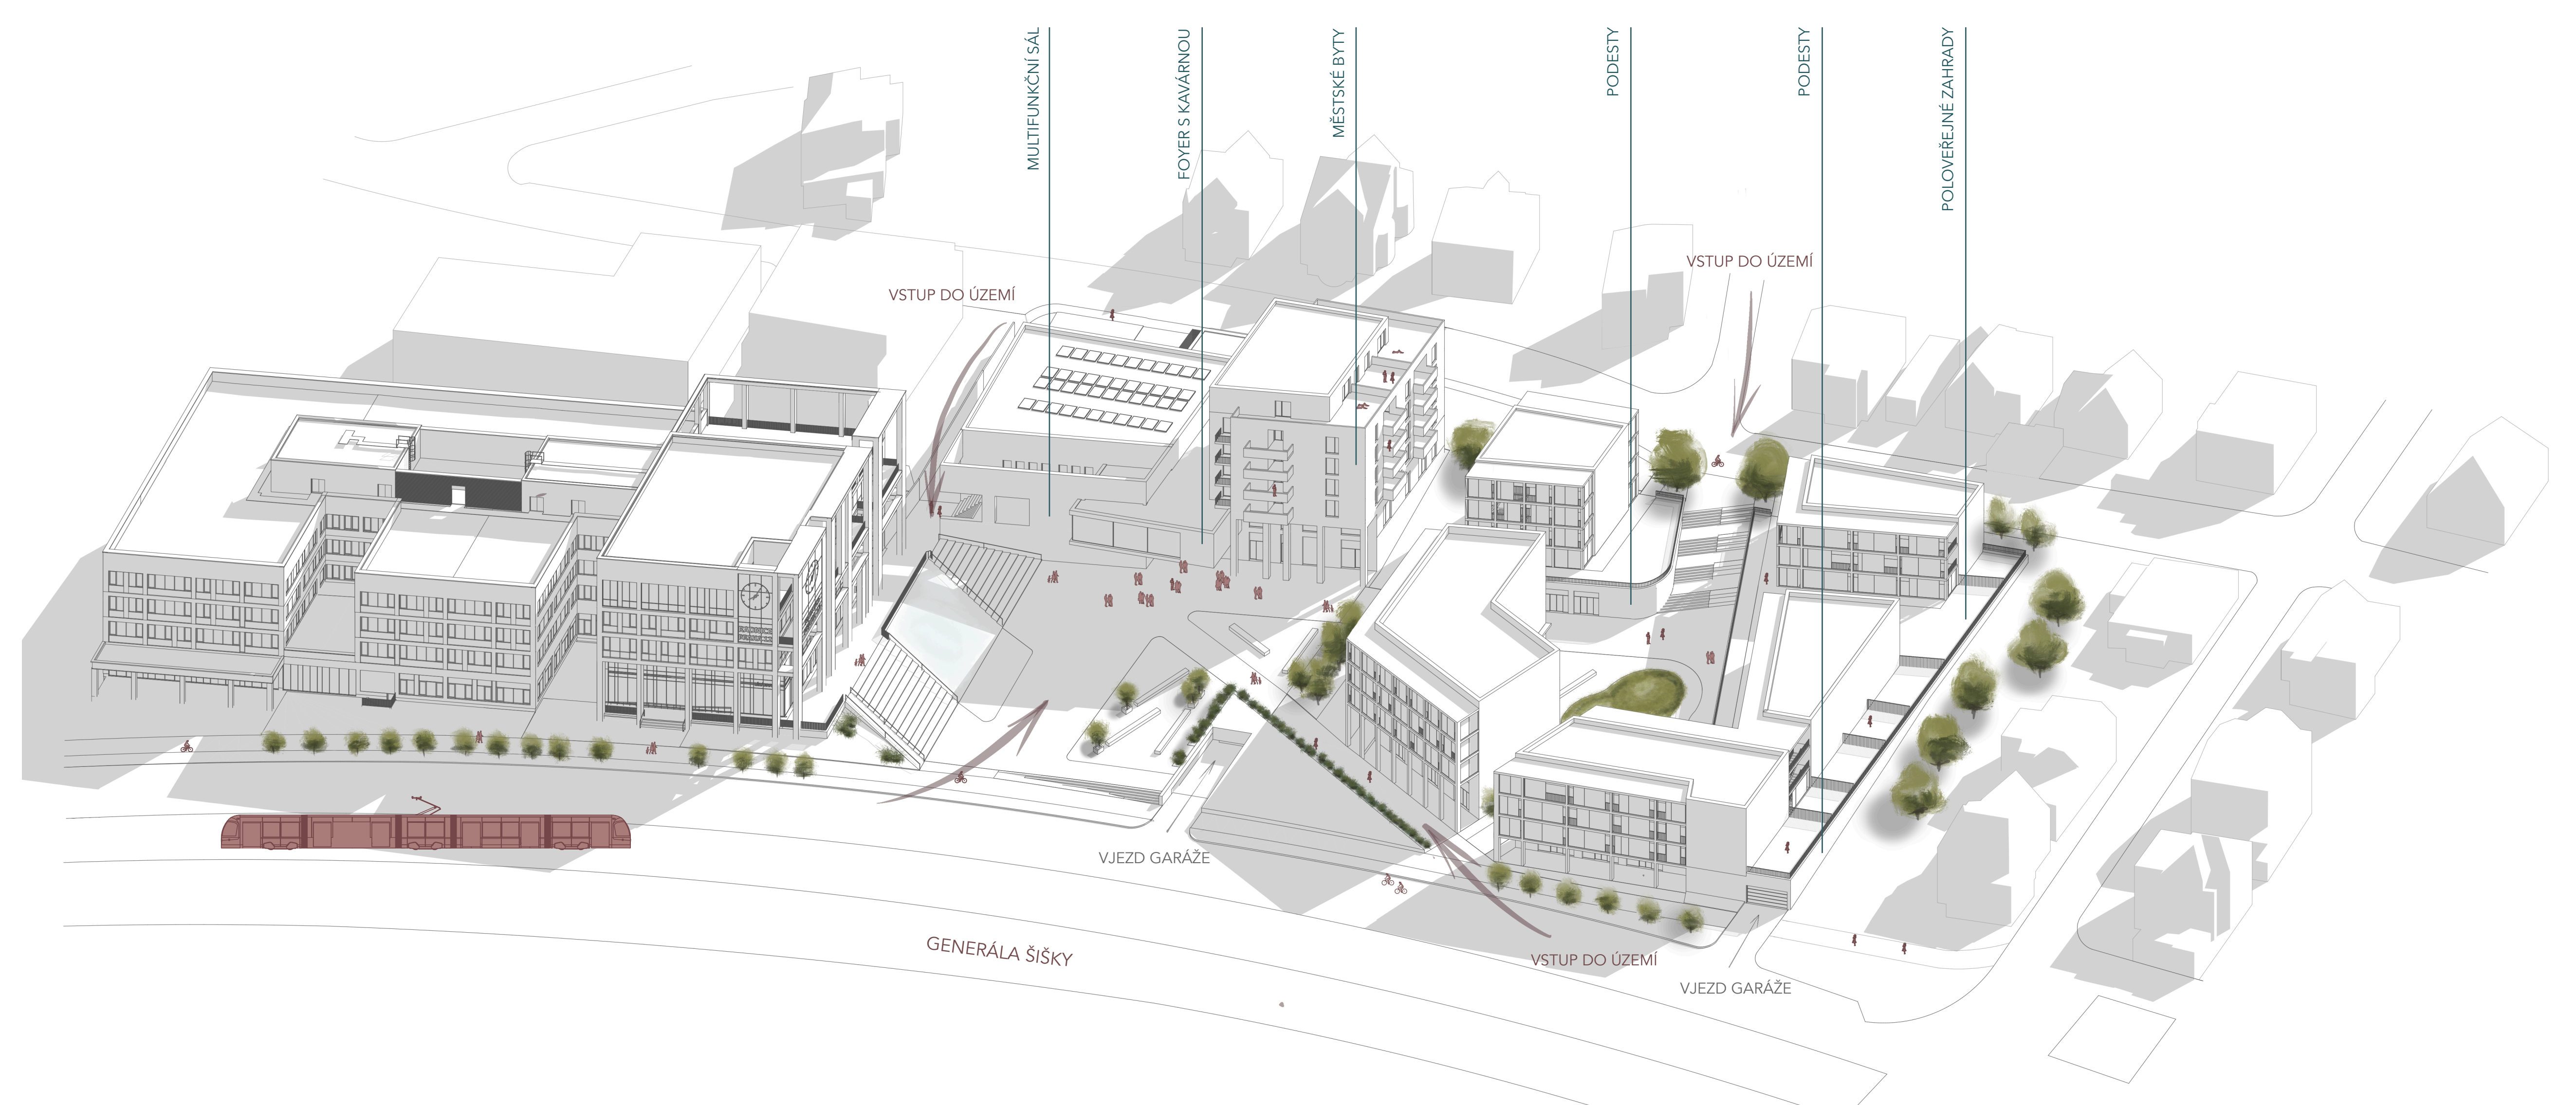 MULTIFUNKČNÍ SÁL
FOYER S KAVÁRNOU
MĚSTSKÉ BYTY
PODESTY
PODESTY
POLOVEŘEJNÉ ZAHRADY
VSTUP DO ÚZEMÍ
VSTUP DO ÚZEMÍ
VJEZD GARÁŽE
GENERÁLA ŠIŠKY
VSTUP DO ÚZEMÍ
VJEZD GARÁŽE